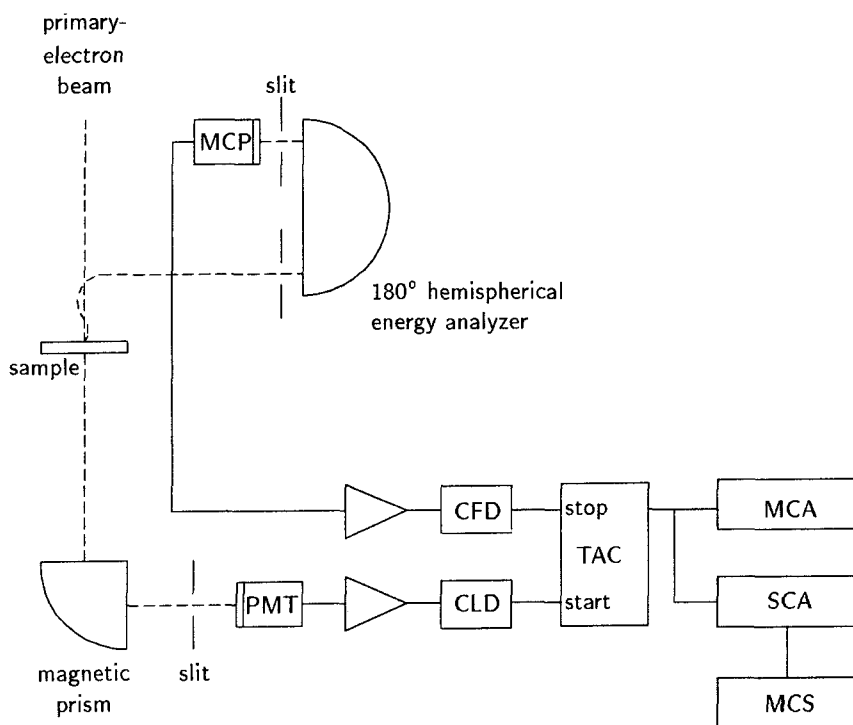 primary-
electron
beam
slit
MCP
180° hemispherical
energy analyzer
sample
CFD
stop
TAC
MCA
PMT
CLD
start
SCA
magnetic
prism
slit
MCS